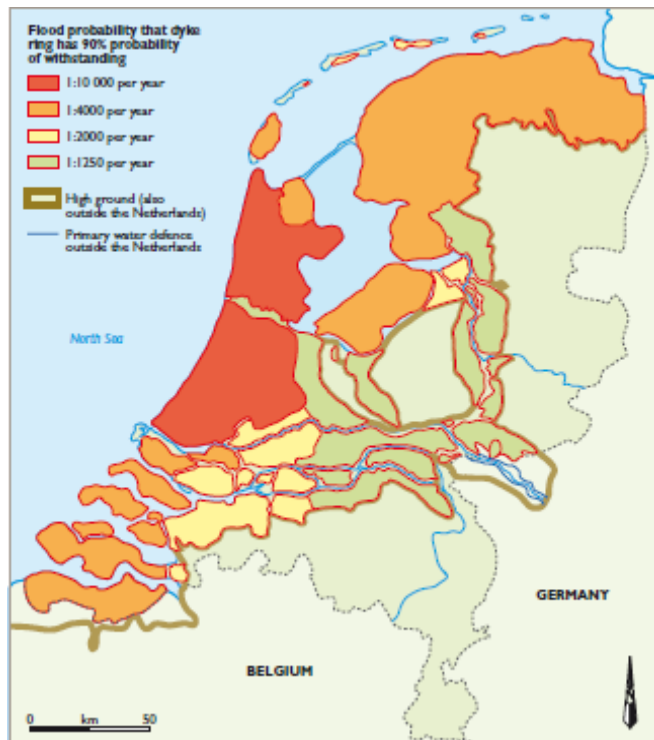 Flood probability that dyke
ring has 90% probability
of withstanding
1:10 000 per year
1:4000 per year
1:2000 per year
1:1250 per year
High ground (also
outside the Netherlands)
Primary water defence
outside the Netherlands
North Sea
GERMANY
BELGIUM
0 km 50